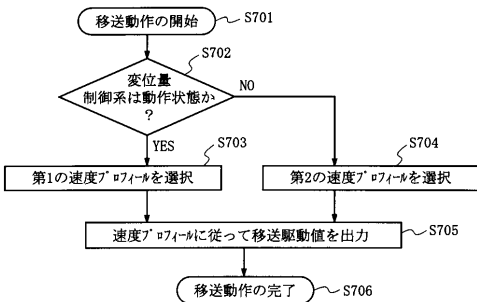 移送動作の開始
S701
S702
変位量
制御系は動作状態か
?
NO
YES
S703
S704
第1の速度プロフィールを選択
第2の速度プロフィールを選択
速度プロフィールに従って移送駆動値を出力
S705
移送動作の完了
S706